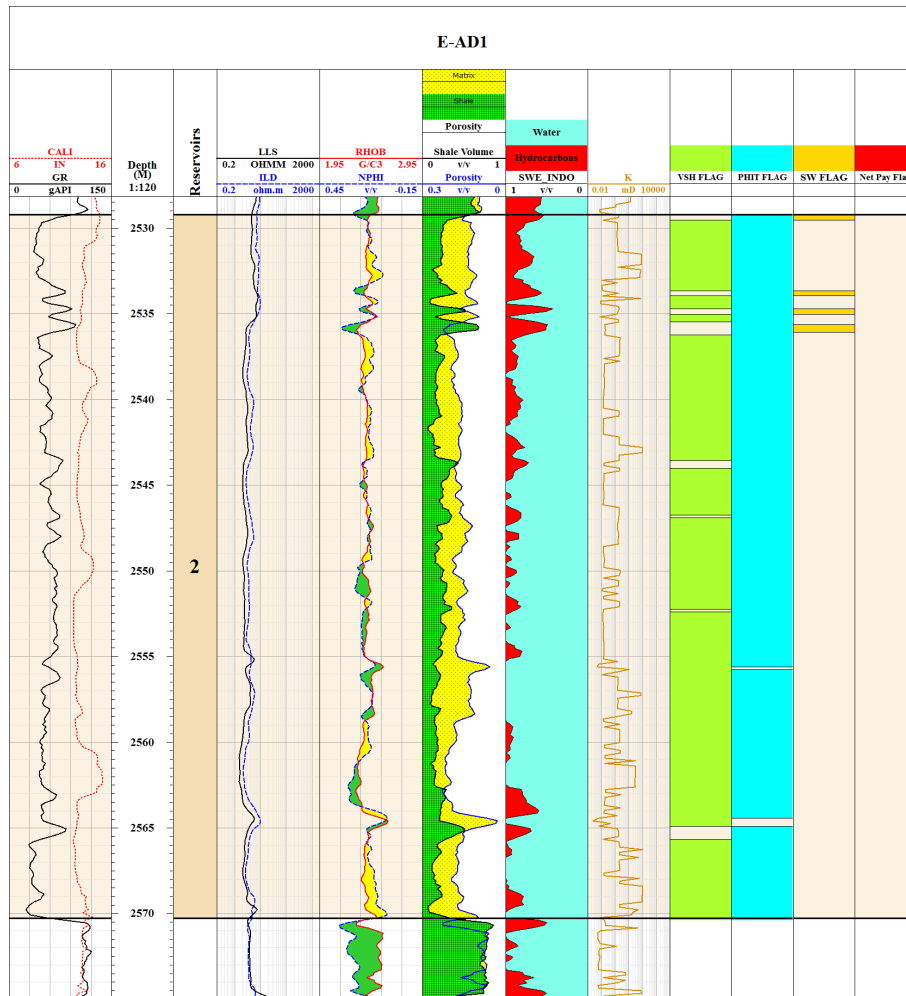 E-AD1
Matrix
Shale
Porosity
Water
CALI
LLS
RHOB
Shale Volume
Hydrocarbons
6 IN 16
Depth
0.2 OHMM 2000
1.95 G/C3 2.95
0 v/v 1
GR
(M)
Reservoirs
ILD
NPHI
Porosity
SWE_INDO
K
VSH FLAG
PHIT FLAG
SW FLAG
Net Pay Fla
0 gAPI 150
1:120
0.2 ohm.m 2000
0.45 v/v -0.15
0.3 v/v 0
1 v/v 0
0.01 mD 10000
2530
2535
2540
2545
2550
2
2555
2560
2565
2570